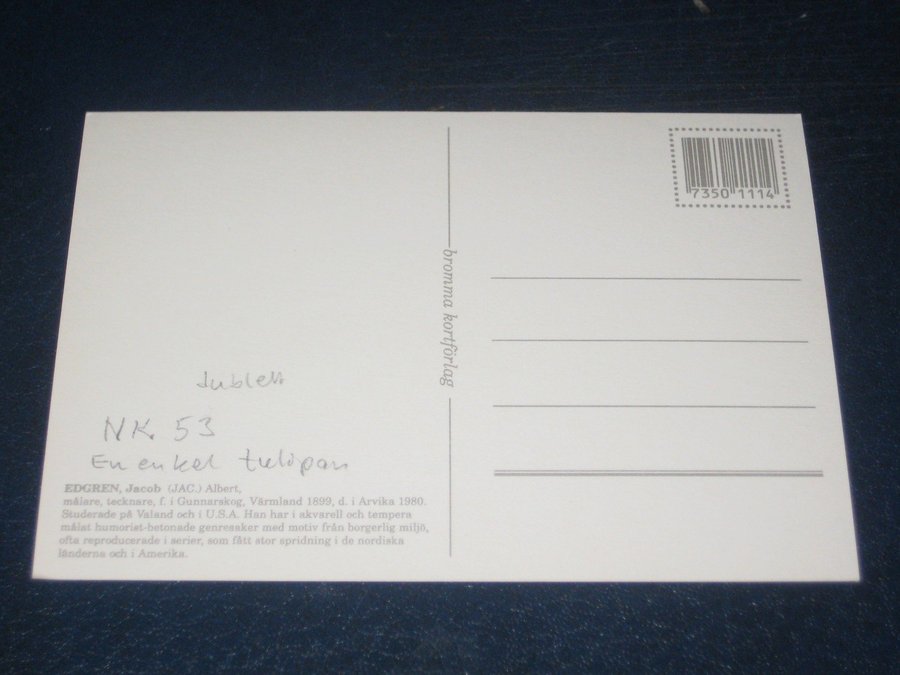 dublett
NK. 53
En enkel tulipan
EDGREN, Jacob (JAC.) Albert,
målare, tecknare, f. i Gunnarskog, Värmland 1899, d. i Arvika 1980.
Studerade på Valand och i U.S.A. Han har i akvarell och tempera
målat humorist-betonade genresaker med motiv från borgerlig miljö,
ofta reproducerade i serier, som fått stor spridning i de nordiska
länderna och i Amerika.
bromma kortförlag
7350 1114